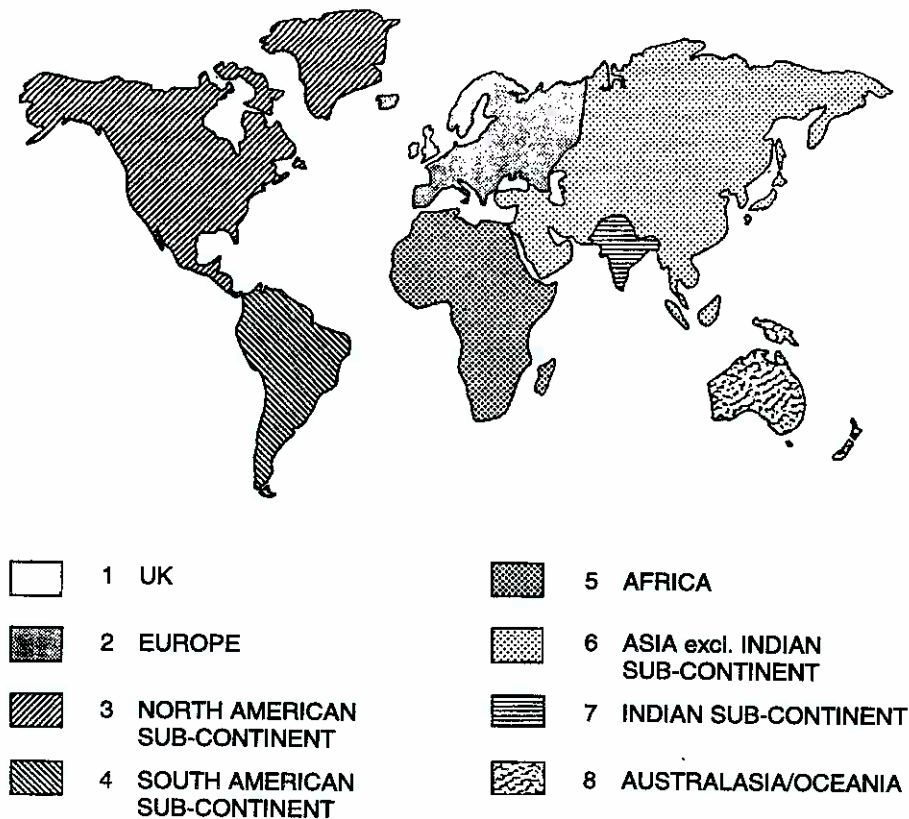 1 UK
2 EUROPE
3 NORTH AMERICAN
SUB-CONTINENT
4 SOUTH AMERICAN
SUB-CONTINENT
5 AFRICA
6 ASIA excl. INDIAN
SUB-CONTINENT
7 INDIAN SUB-CONTINENT
8 AUSTRALASIA/OCEANIA